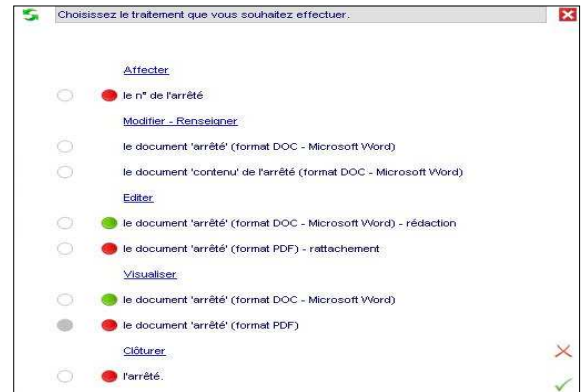 Choisissez le traitement que vous souhaitez effectuer.
Affecter
le n° de l'arrêté
Modifier - Renseigner
le document 'arrêté' (format DOC - Microsoft Word)
le document 'contenu' de l'arrêté (format DOC - Microsoft Word)
Editer
le document 'arrêté' (format DOC - Microsoft Word) - rédaction
le document 'arrêté' (format PDF) - rattachement
Visualiser
le document 'arrêté' (format DOC - Microsoft Word)
le document 'arrêté' (format PDF)
Clôturer
l'arrêté.